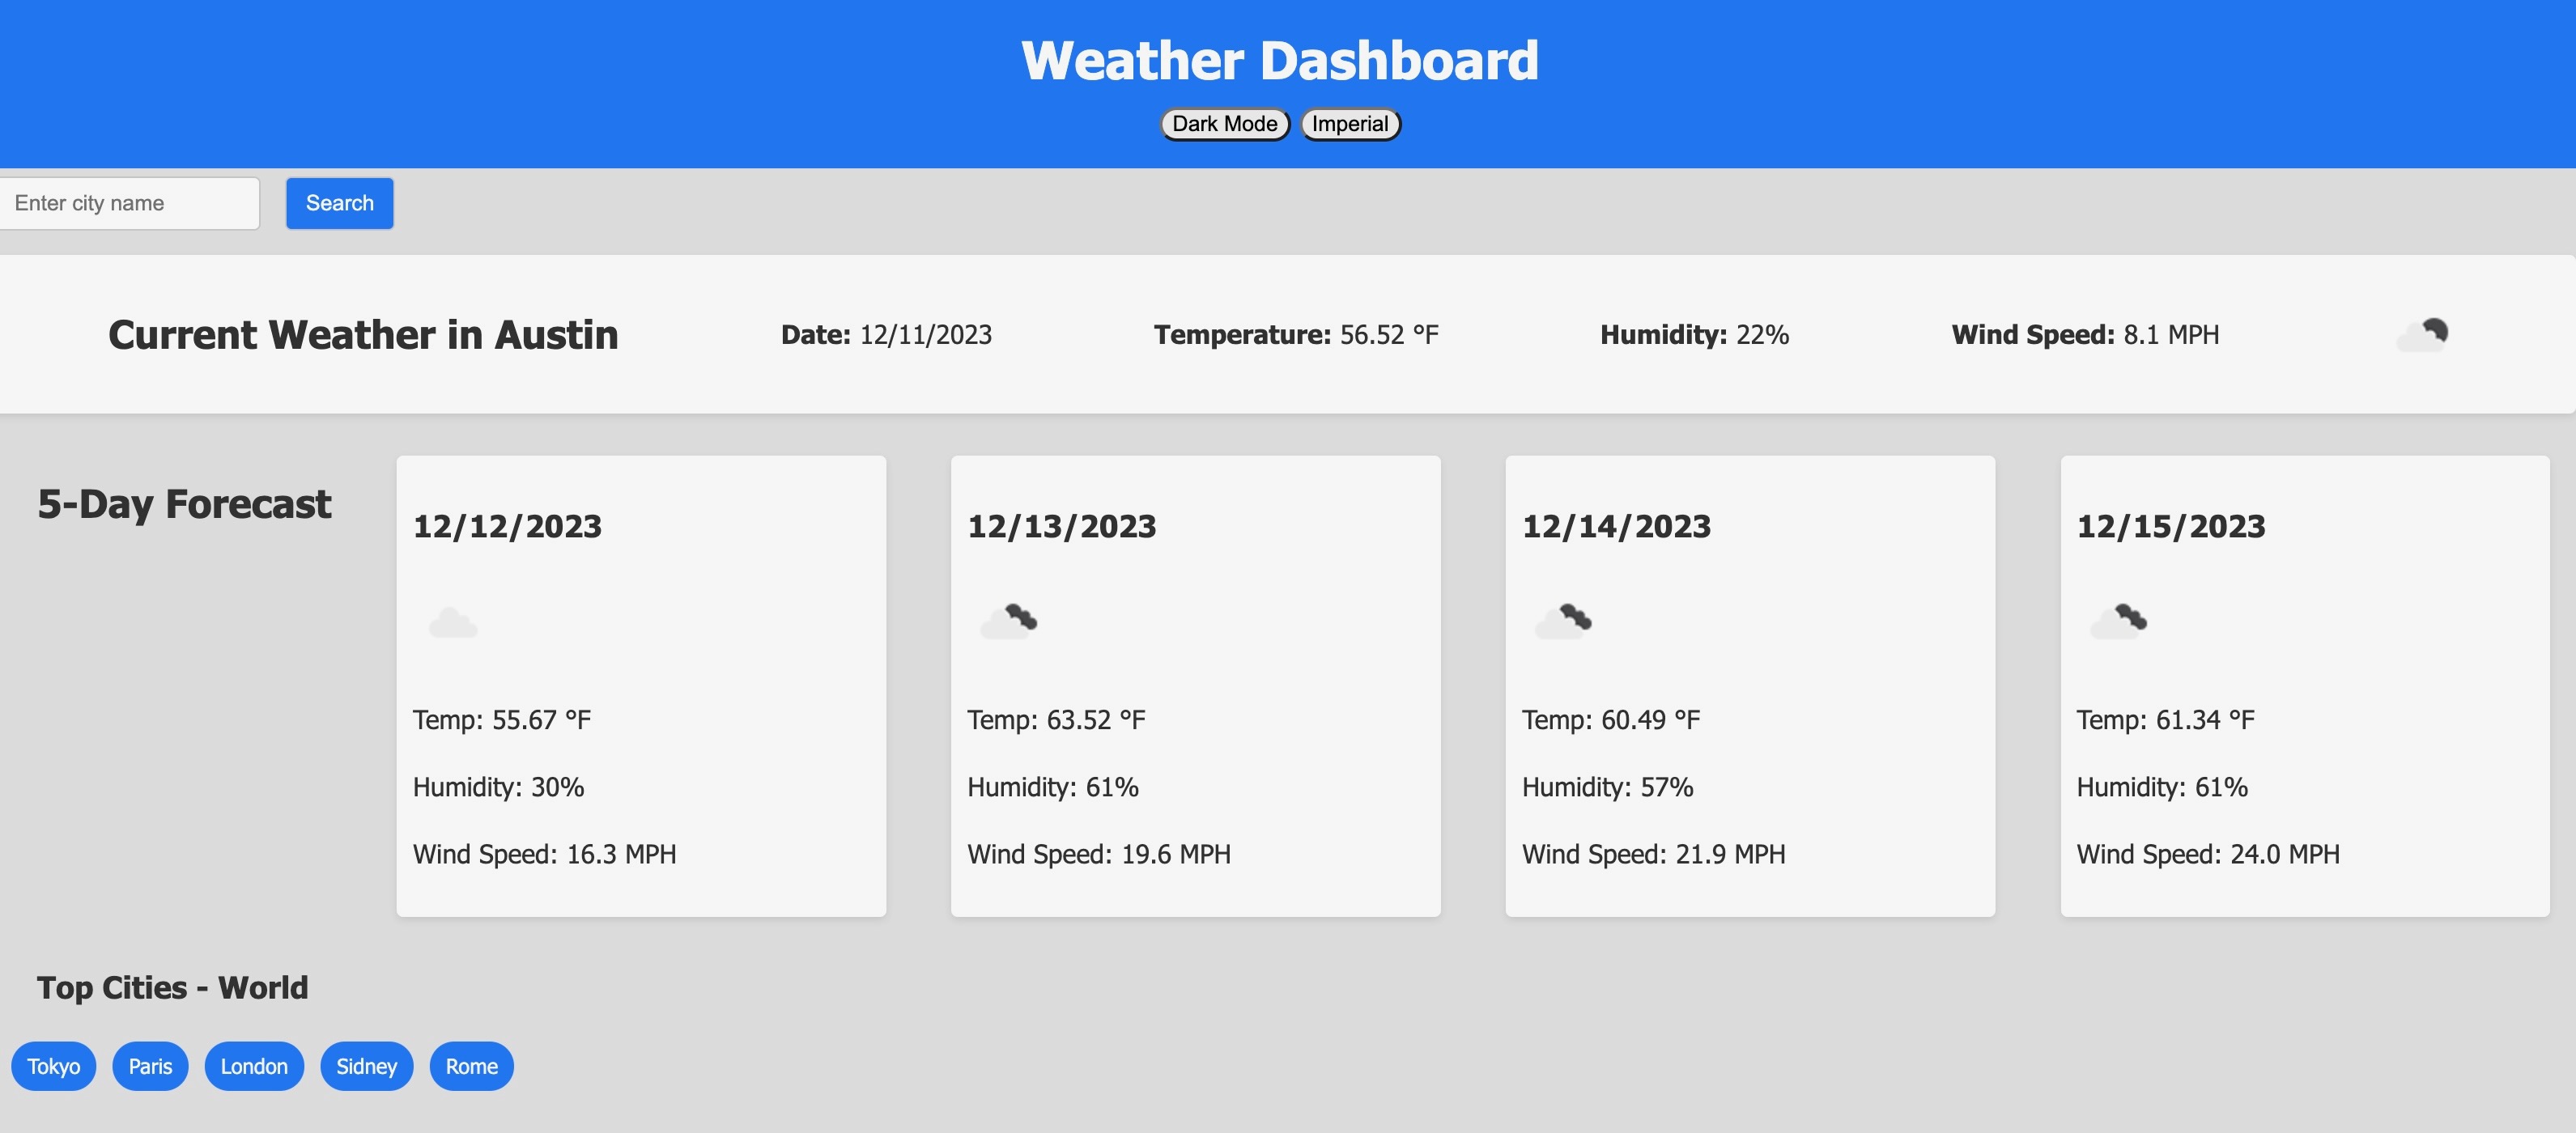 Weather Dashboard
Dark Mode Imperial
Enter city name Search
Current Weather in Austin Date: 12/11/2023 Temperature: 56.52 °F Humidity: 22% Wind Speed: 8.1 MPH
5-Day Forecast
12/12/2023
Temp: 55.67 °F
Humidity: 30%
Wind Speed: 16.3 MPH
12/13/2023
Temp: 63.52 °F
Humidity: 61%
Wind Speed: 19.6 MPH
12/14/2023
Temp: 60.49 °F
Humidity: 57%
Wind Speed: 21.9 MPH
12/15/2023
Temp: 61.34 °F
Humidity: 61%
Wind Speed: 24.0 MPH
Top Cities - World
Tokyo Paris London Sidney Rome